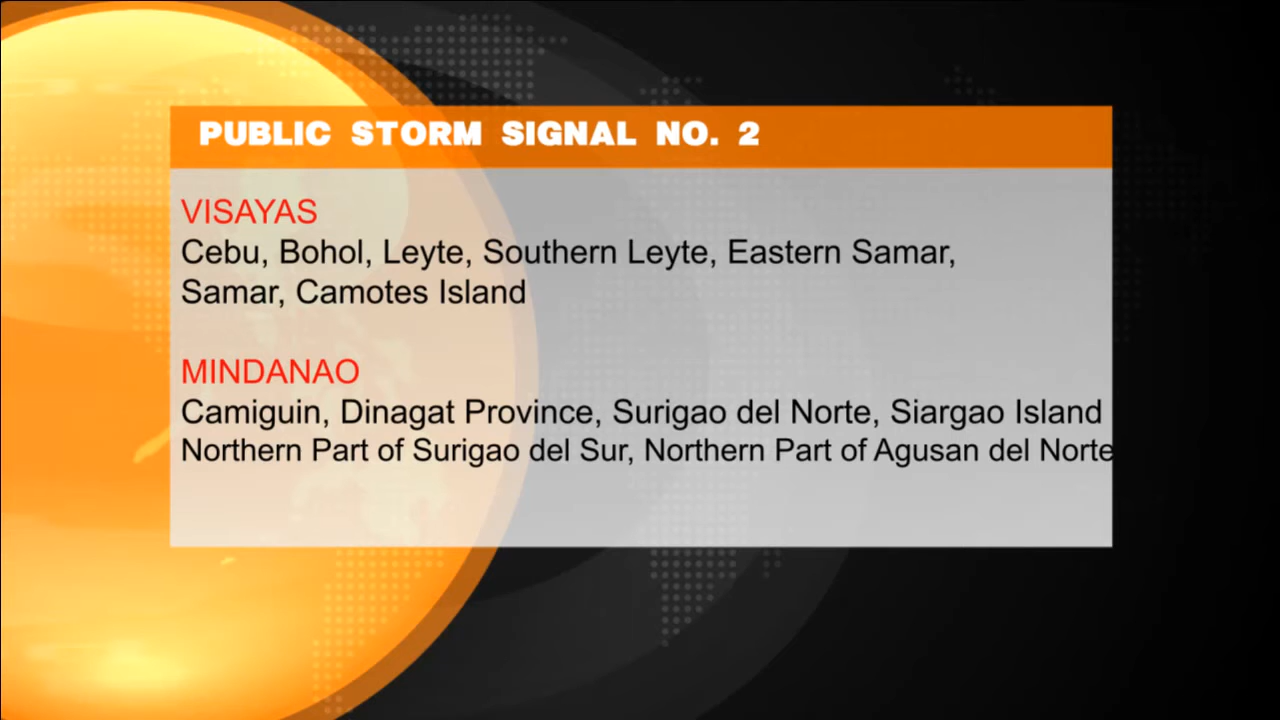 PUBLIC STORM SIGNAL NO. 2
VISAYAS
Cebu, Bohol, Leyte, Southern Leyte, Eastern Samar,
Samar, Camotes Island
MINDANAO
Camiguin, Dinagat Province, Surigao del Norte, Siargao Island
Northern Part of Surigao del Sur, Northern Part of Agusan del Norte